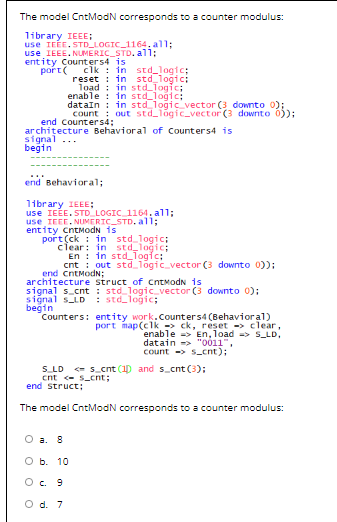 The model CntModN corresponds to a counter modulus:
library IEEE;
use IEEE.STD_LOGIC_1164.all;
use IEEE.NUMERIC_STD.all;
entity Counters4 is
port( clk : in std_logic;
reset : in std_logic;
load : in std_logic;
enable : in std_logic;
dataIn : in std_logic_vector(3 downto 0);
count : out std_logic_vector(3 downto 0));
end Counters4;
architecture Behavioral of Counters4 is
signal ...
begin
---------------
---------------
...
end Behavioral;
library IEEE;
use IEEE.STD_LOGIC_1164.all;
use IEEE.NUMERIC_STD.all;
entity CntModN is
port(ck : in std_logic;
Clear: in std_logic;
En : in std_logic;
cnt : out std_logic_vector(3 downto 0));
end CntModN;
architecture Struct of CntModN is
signal s_cnt : std_logic_vector(3 downto 0);
signal s_LD : std_logic;
begin
Counters: entity work.Counters4(Behavioral)
port map(clk => ck, reset => clear,
enable => En,load => S_LD,
datain => "0011",
count => s_cnt);
S_LD <= s_cnt(1) and s_cnt(3);
cnt <= s_cnt;
end Struct;
The model CntModN corresponds to a counter modulus:
a. 8
b. 10
c. 9
d. 7